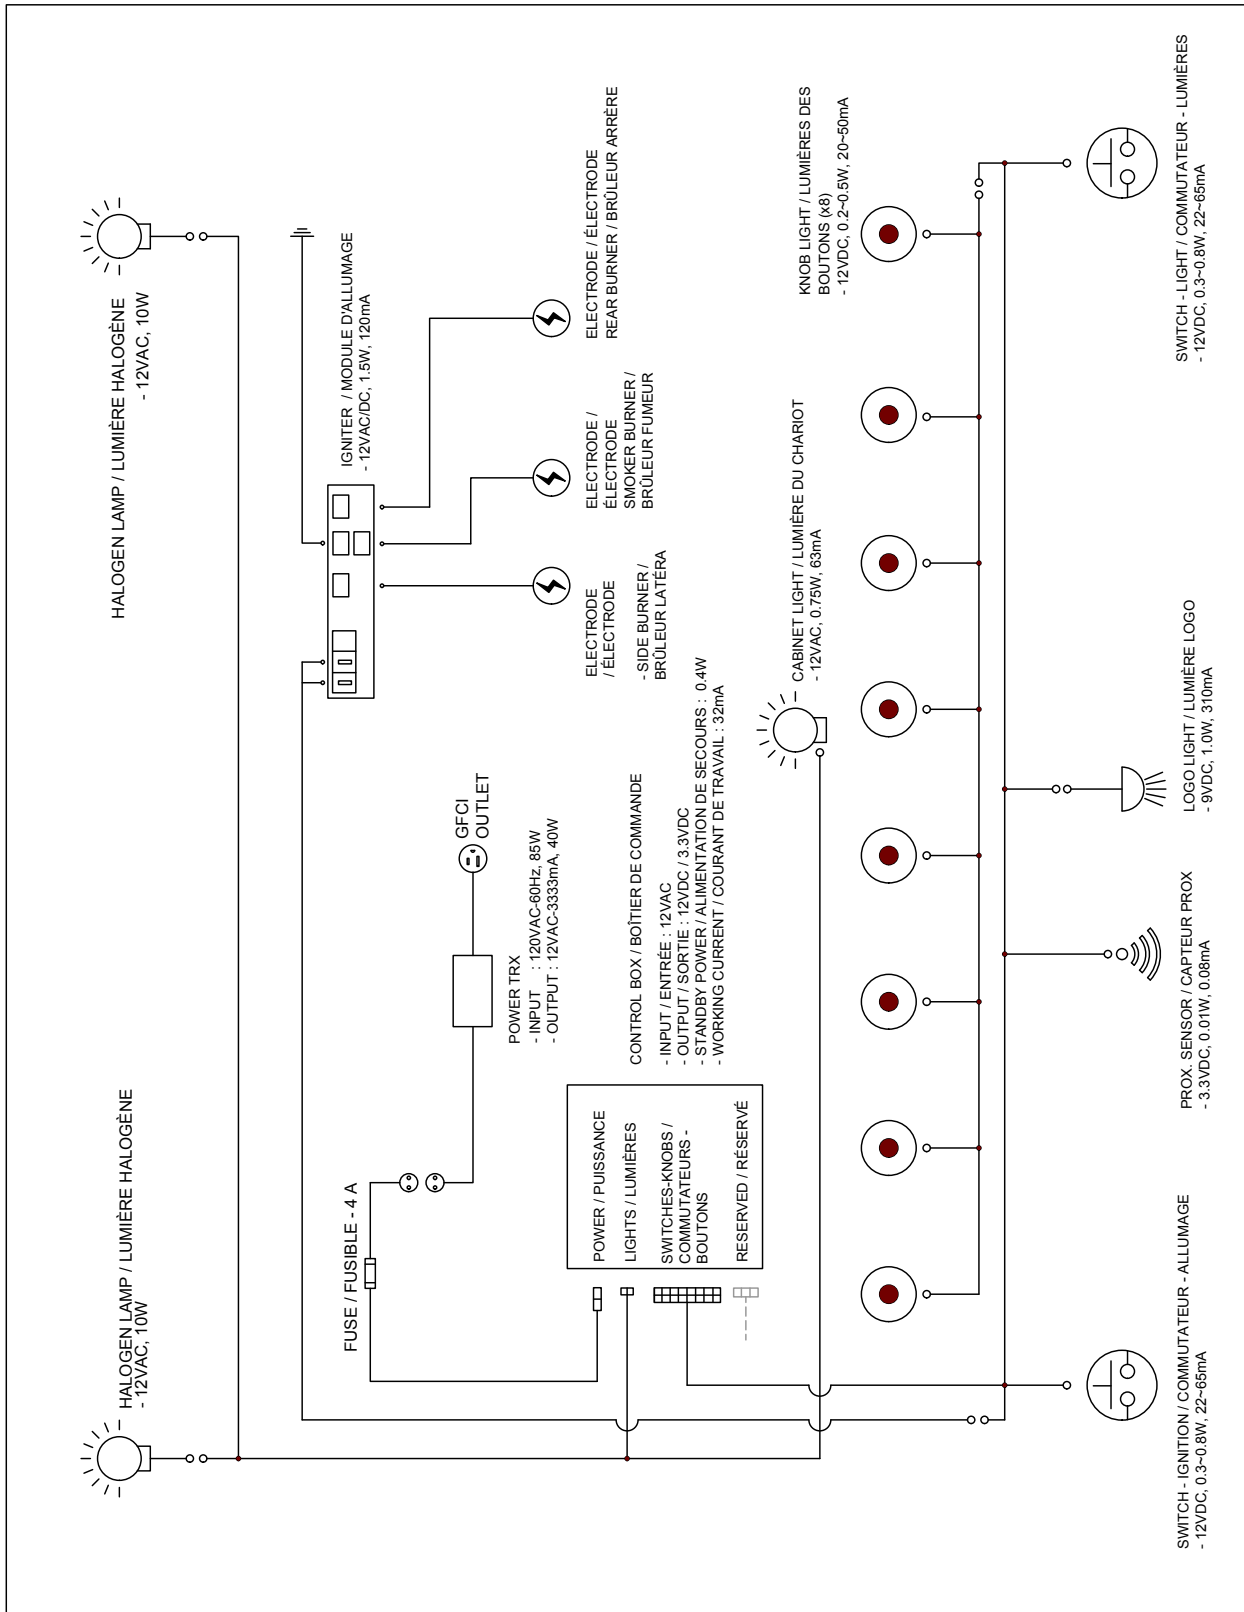 HALOGEN LAMP / LUMIÈRE HALOGÈNE
- 12VAC, 10W
HALOGEN LAMP / LUMIÈRE HALOGÈNE
- 12VAC, 10W
FUSE / FUSIBLE - 4 A
GFCI
OUTLET
POWER TRX
- INPUT : 120VAC-60Hz, 85W
- OUTPUT : 12VAC-3333mA, 40W
IGNITER / MODULE D'ALLUMAGE
- 12VAC/DC, 1.5W, 120mA
ELECTRODE
/ ÉLECTRODE
- SIDE BURNER /
BRÛLEUR LATÉRA
ELECTRODE /
ÉLECTRODE
SMOKER BURNER /
BRÛLEUR FUMEUR
ELECTRODE / ÉLECTRODE
REAR BURNER / BRÛLEUR ARRÈRE
POWER / PUISSANCE
LIGHTS / LUMIÈRES
SWITCHES-KNOBS /
COMMUTATEURS -
BOUTONS
RESERVED / RÉSERVÉ
CONTROL BOX / BOÎTIER DE COMMANDE
- INPUT / ENTRÉE : 12VAC
- OUTPUT / SORTIE : 12VDC / 3.3VDC
- STANDBY POWER / ALIMENTATION DE SECOURS : 0.4W
- WORKING CURRENT / COURANT DE TRAVAIL : 32mA
CABINET LIGHT / LUMIÈRE DU CHARIOT
- 12VAC, 0.75W, 63mA
KNOB LIGHT / LUMIÈRES DES
BOUTONS (x8)
- 12VDC, 0.2~0.5W, 20~50mA
SWITCH - IGNITION / COMMUTATEUR - ALLUMAGE
- 12VDC, 0.3~0.8W, 22~65mA
PROX. SENSOR / CAPTEUR PROX
- 3.3VDC, 0.01W, 0.08mA
LOGO LIGHT / LUMIÈRE LOGO
- 9VDC, 1.0W, 310mA
SWITCH - LIGHT / COMMUTATEUR - LUMIÈRES
- 12VDC, 0.3~0.8W, 22~65mA